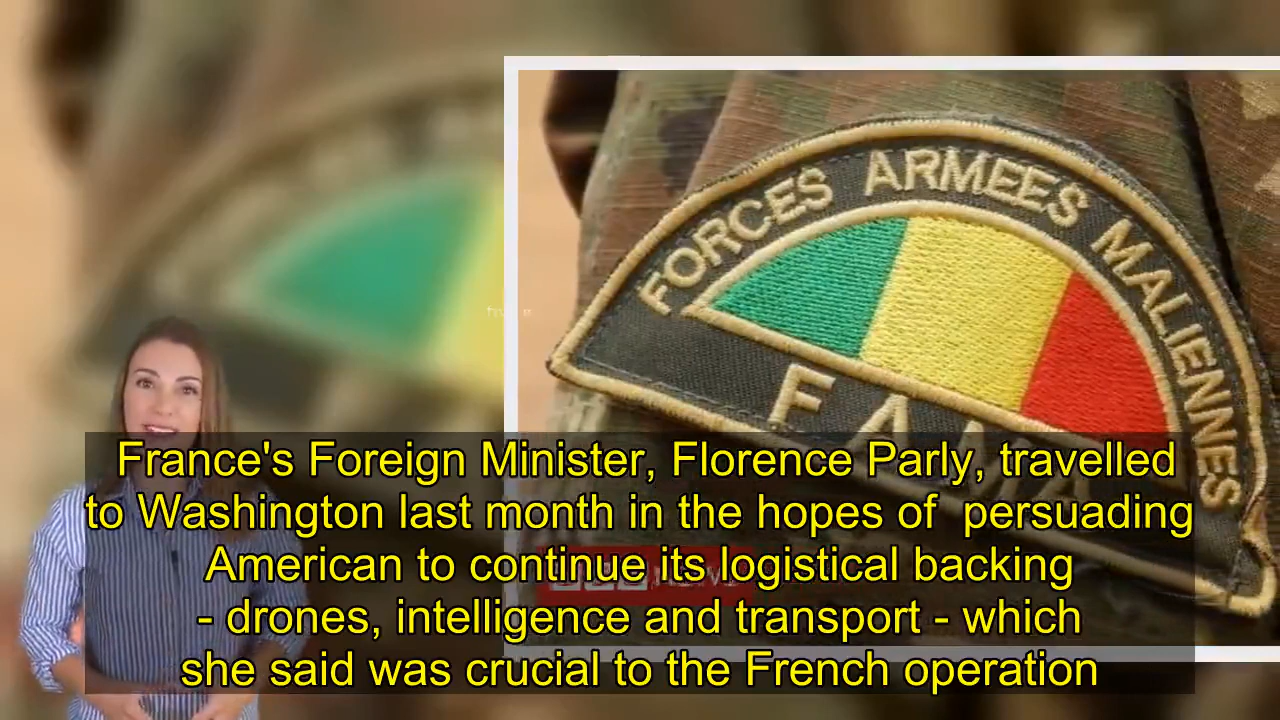 FORCES ARMEES MALIENNES
France's Foreign Minister, Florence Parly, travelled
to Washington last month in the hopes of  persuading
American to continue its logistical backing
- drones, intelligence and transport - which
she said was crucial to the French operation